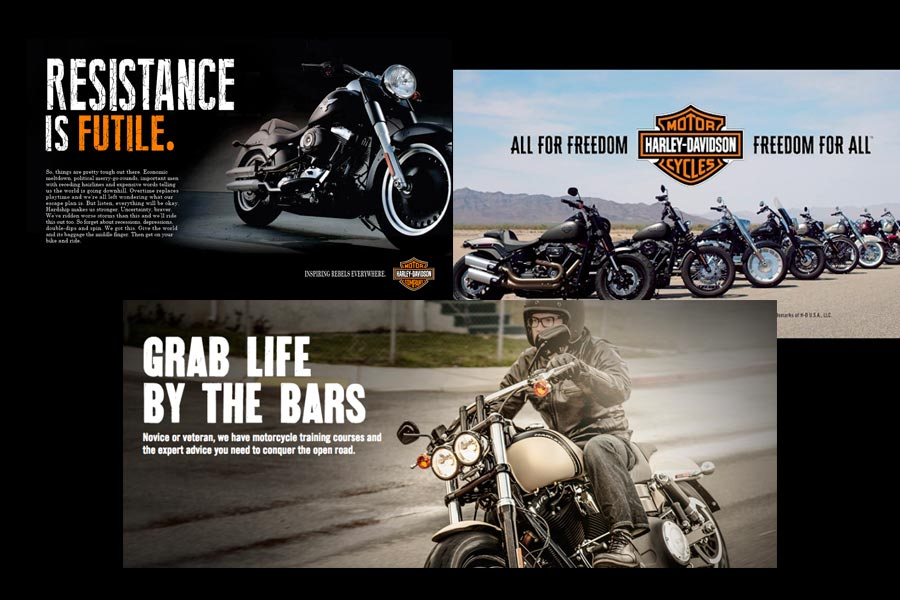 RESISTANCE
IS FUTILE.
So, things are pretty tough out there. Economic
meltdown, political merry-go-rounds, important men
with receding hairlines and expensive words telling
us the world is going downhill. Overtime replaces
playtime and we're all left wondering what our
escape plan is. But listen, everything will be okay.
Hardship makes us stronger. Uncertainty, braver.
We've ridden worse storms than this and we'll ride
this out too. So forget about recessions, depressions,
double-dips and spin. We got this. Give the world
and its baggage the middle finger. Then get on your
bike and ride.
INSPIRING REBELS EVERYWHERE.
MOTOR
HARLEY-DAVIDSON
COMPANY
ALL FOR FREEDOM
MOTOR
HARLEY-DAVIDSON
CYCLES
FREEDOM FOR ALL™
of H-D U.S.A., LLC.
GRAB LIFE
BY THE BARS
Novice or veteran, we have motorcycle training courses and
the expert advice you need to conquer the open road.